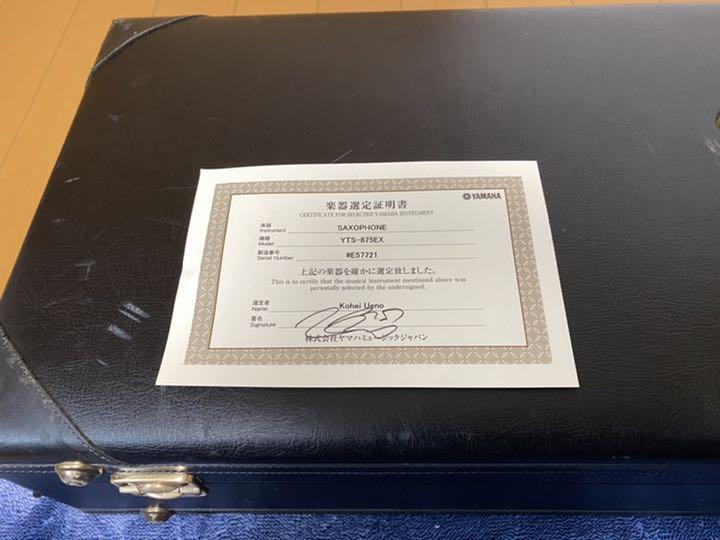 楽器選定証明書
YAMAHA
CERTIFICATE FOR SELECTED YAMAHA INSTRUMENT
楽器
Instrument SAXOPHONE
機種
Model YTS-875EX
製造番号
Serial Number #E57721
上記の楽器を確かに選定致しました。
This is to certify that the musical instrument mentioned above was
personally selected by the undersigned.
選定者
Name Kohei Ueno
署名
Signature
株式会社ヤマハミュージックジャパン